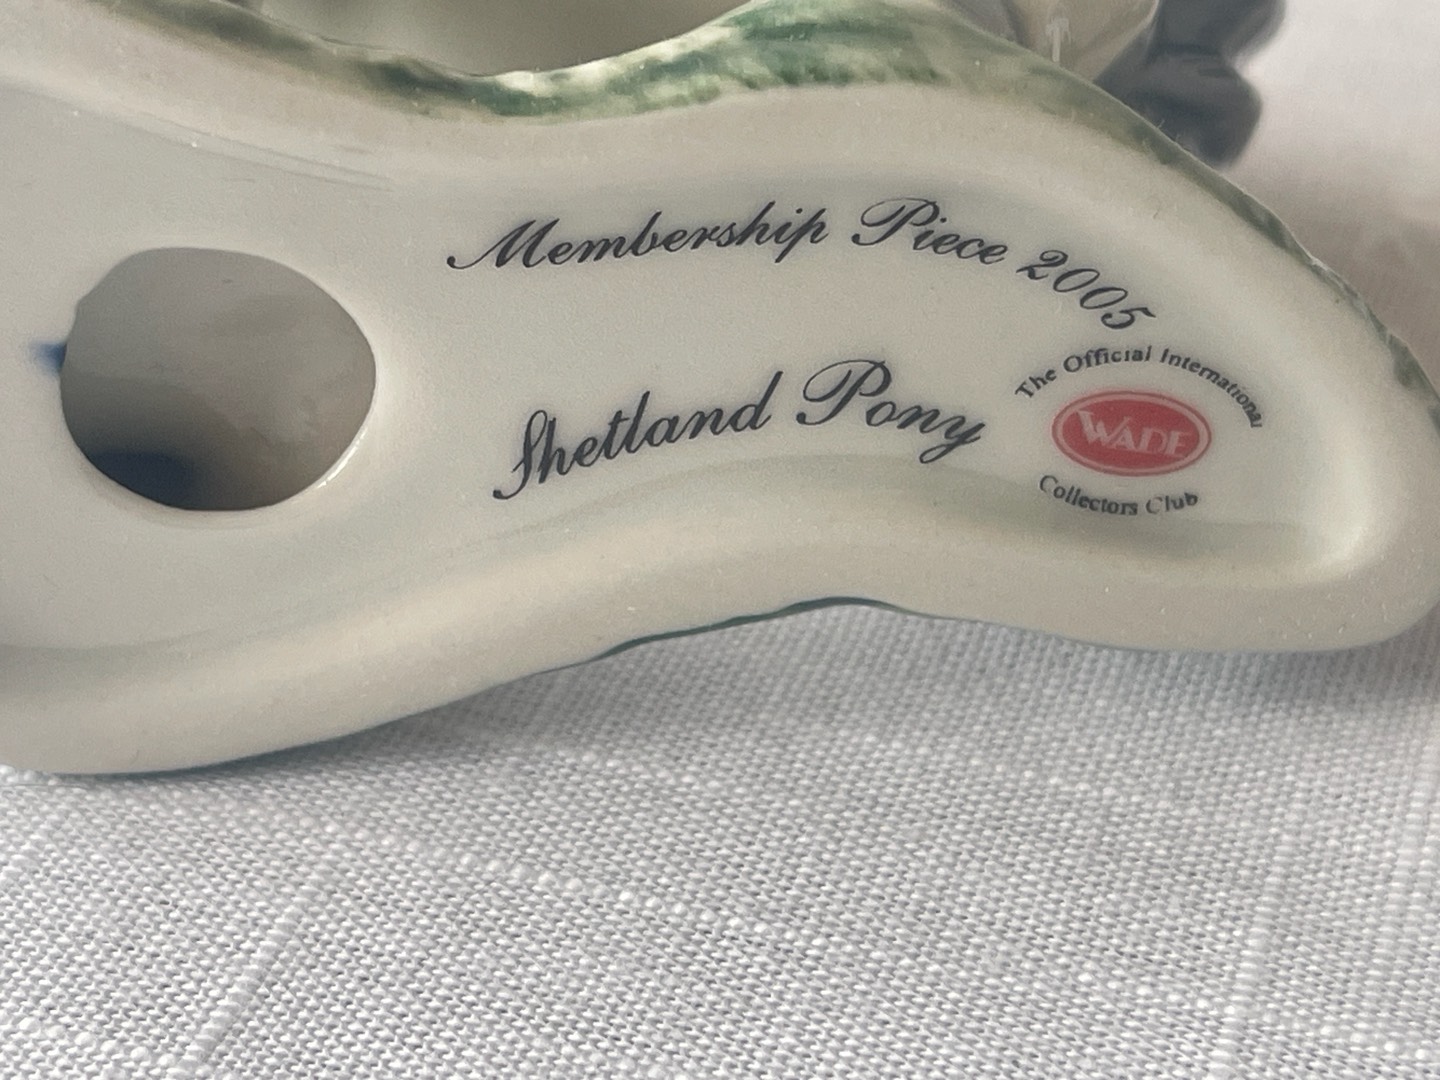 Membership Piece 2005
Shetland Pony
The Official International
WADE
Collectors Club